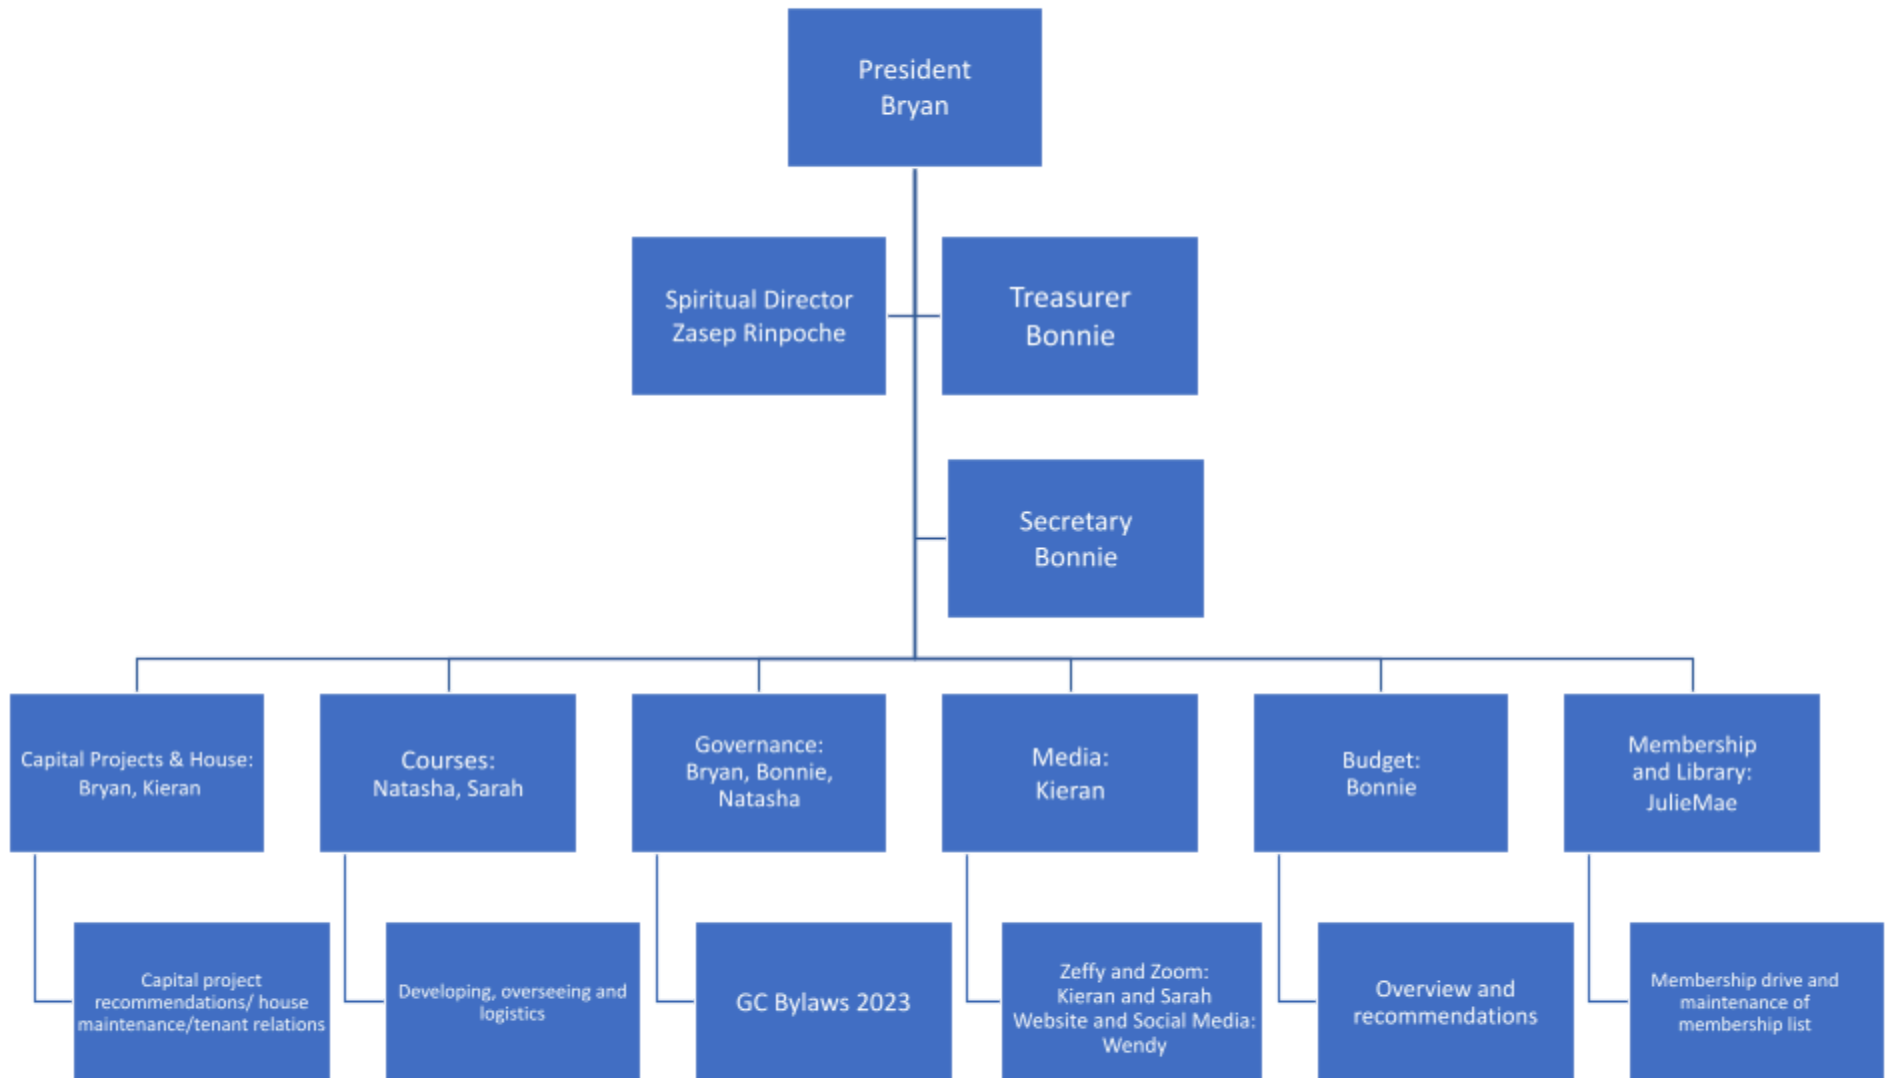 President
Bryan
Spiritual Director
Zasep Rinpoche
Treasurer
Bonnie
Secretary
Bonnie
Capital Projects & House:
Bryan, Kieran
Courses:
Natasha, Sarah
Governance:
Bryan, Bonnie,
Natasha
Media:
Kieran
Budget:
Bonnie
Membership
and Library:
JulieMae
Capital project
recommendations/ house
maintenance/tenant relations
Developing, overseeing and
logistics
GC Bylaws 2023
Zeffy and Zoom:
Kieran and Sarah
Website and Social Media:
Wendy
Overview and
recommendations
Membership drive and
maintenance of
membership list